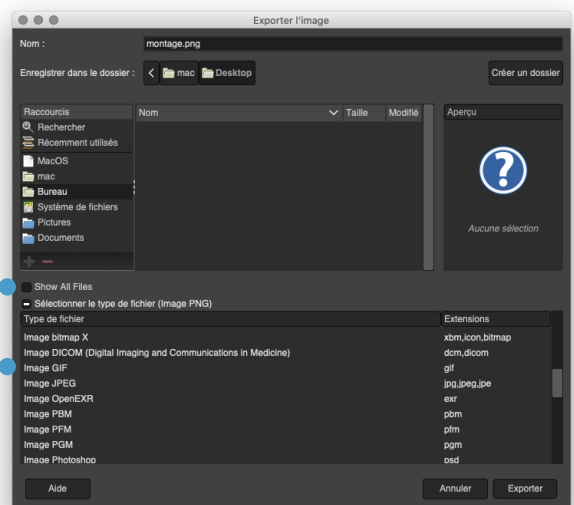 Exporter l'image
Nom : montage.png
Enregistrer dans le dossier : mac Desktop Créer un dossier
Raccourcis Nom Taille Modifié Aperçu
Rechercher
Récemment utilisés
MacOS
mac
Bureau
Système de fichiers
Pictures
Documents
Aucune sélection
Show All Files
Sélectionner le type de fichier (Image PNG)
Type de fichier Extensions
Image bitmap X xbm,icon,bitmap
Image DICOM (Digital Imaging and Communications in Medicine) dcm,dicom
Image GIF gif
Image JPEG jpg,jpeg,jpe
Image OpenEXR exr
Image PBM pbm
Image PFM pfm
Image PGM pgm
Image Photoshop psd
Aide Annuler Exporter